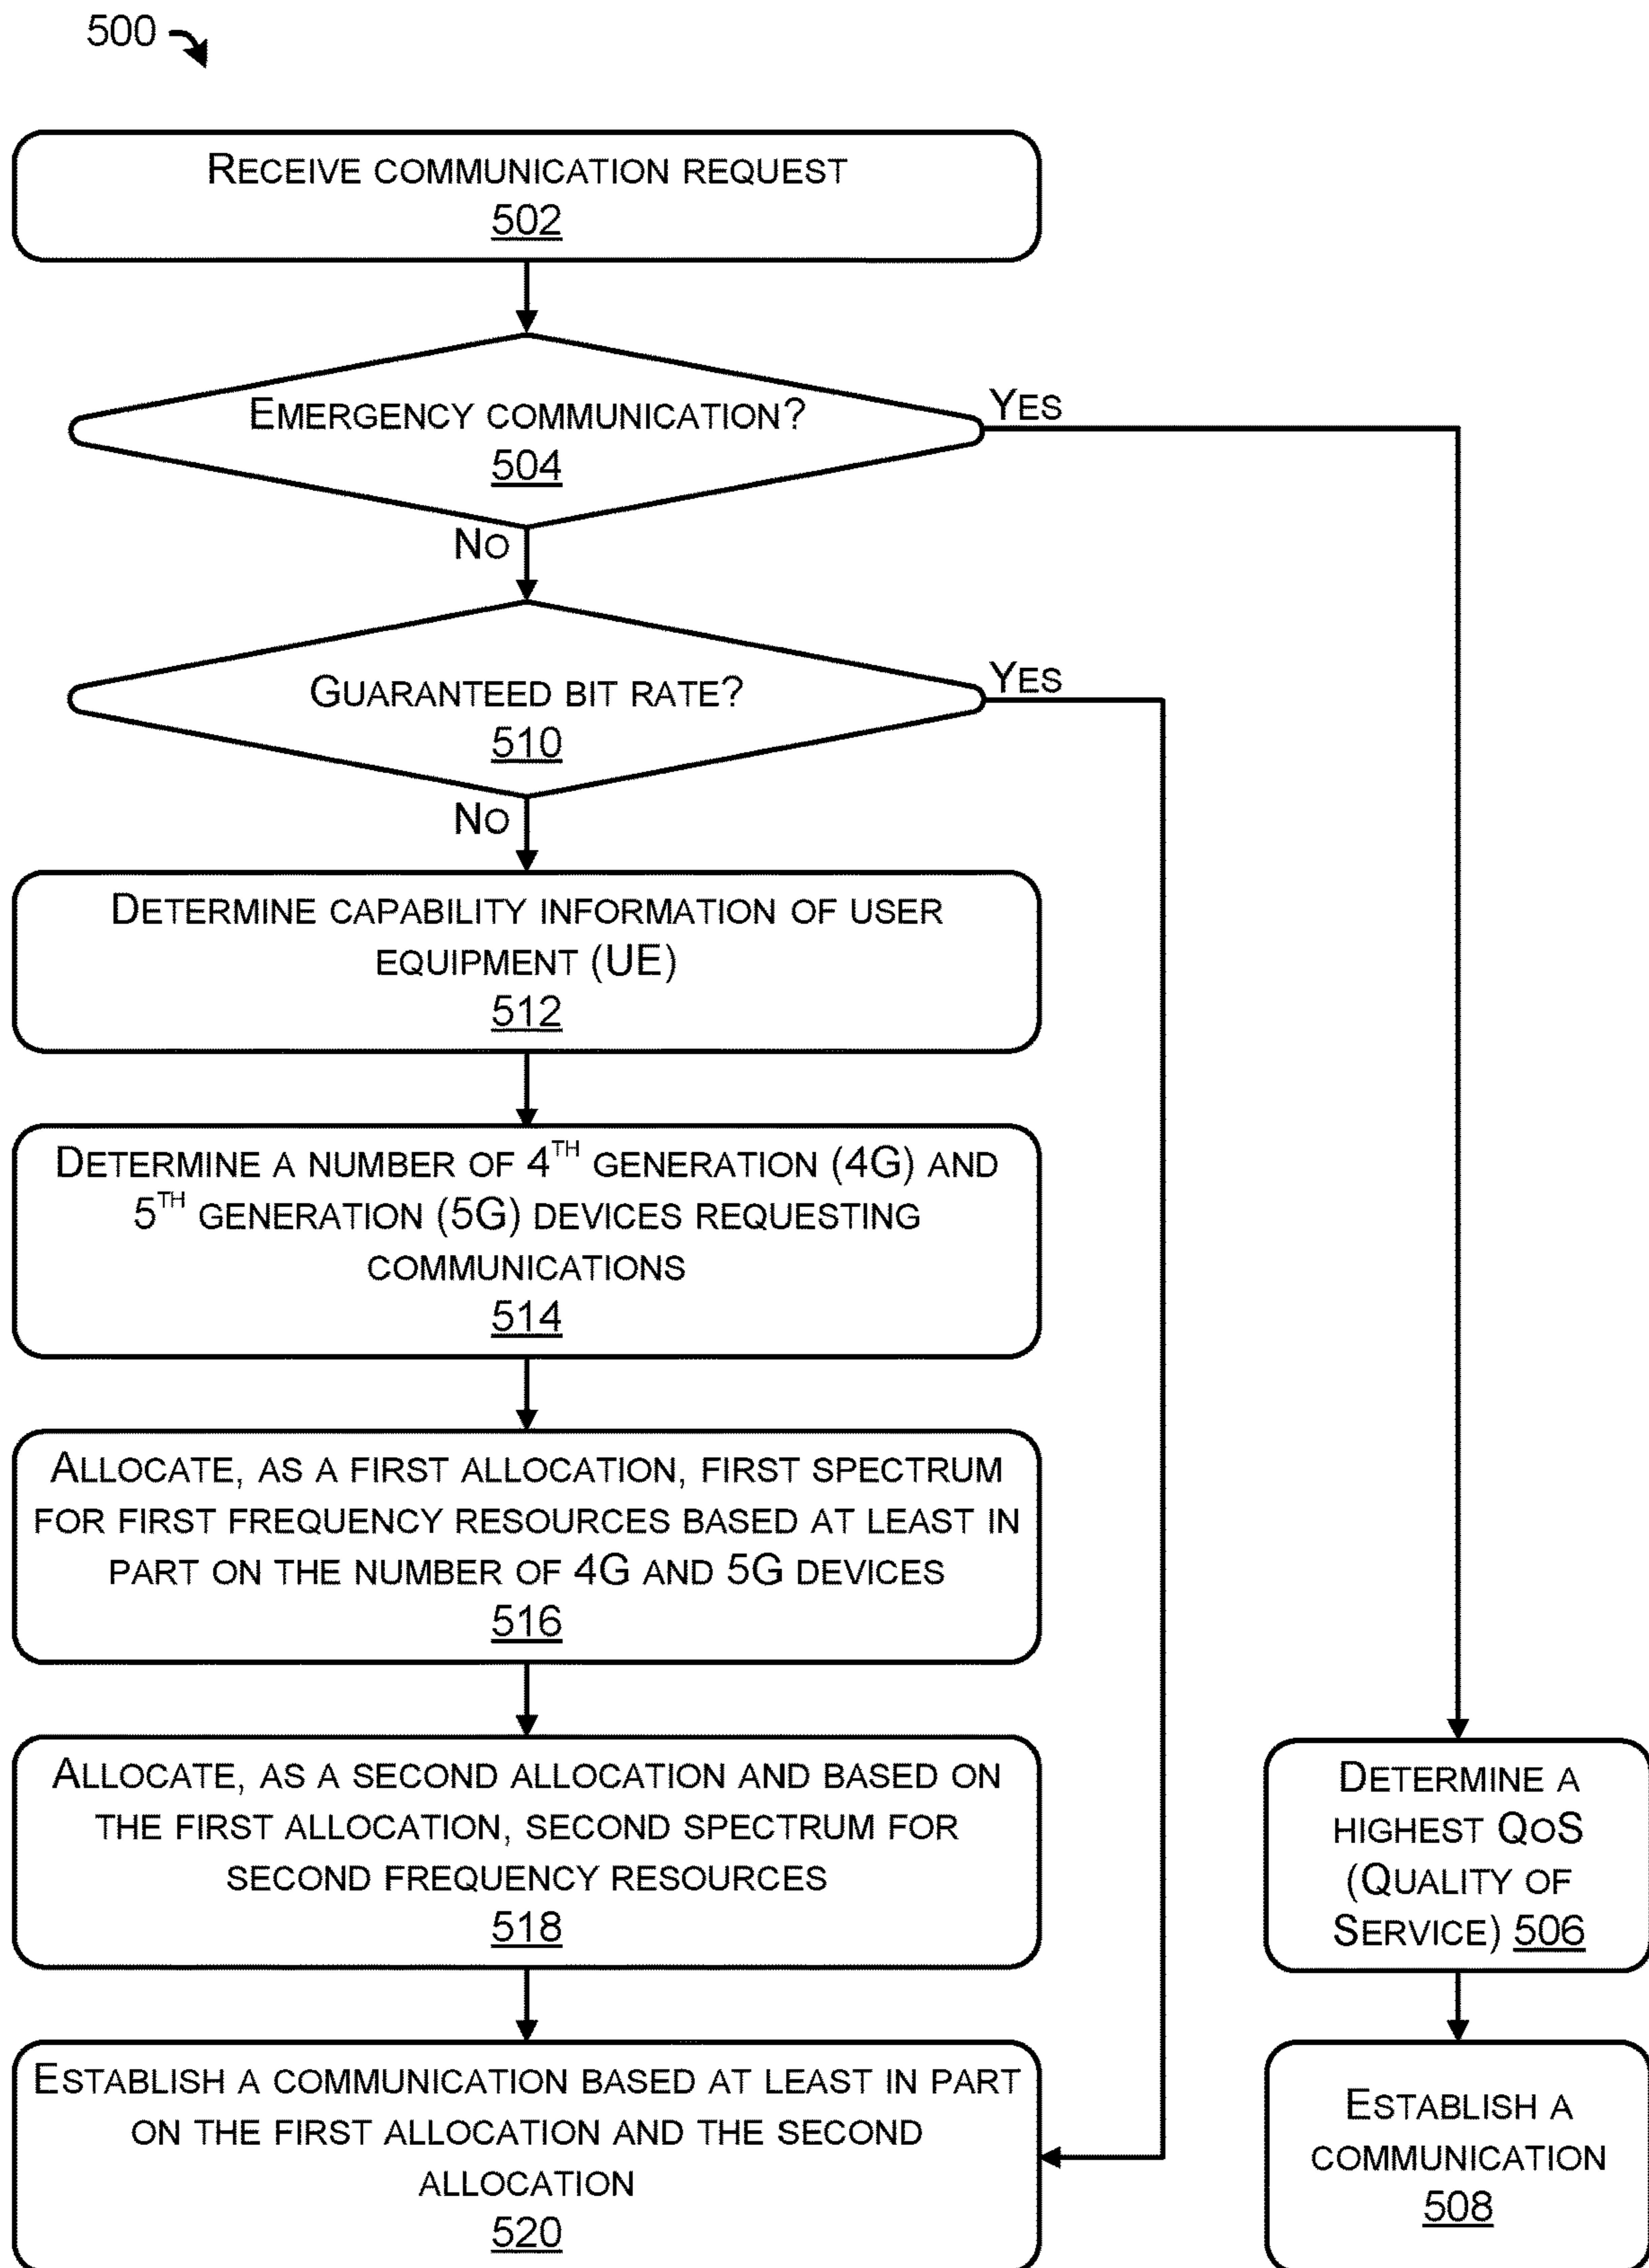 500
RECEIVE COMMUNICATION REQUEST
502
EMERGENCY COMMUNICATION?
504
YES
NO
GUARANTEED BIT RATE?
510
YES
NO
DETERMINE CAPABILITY INFORMATION OF USER
EQUIPMENT (UE)
512
DETERMINE A NUMBER OF 4TH GENERATION (4G) AND
5TH GENERATION (5G) DEVICES REQUESTING
COMMUNICATIONS
514
ALLOCATE, AS A FIRST ALLOCATION, FIRST SPECTRUM
FOR FIRST FREQUENCY RESOURCES BASED AT LEAST IN
PART ON THE NUMBER OF 4G AND 5G DEVICES
516
ALLOCATE, AS A SECOND ALLOCATION AND BASED ON
THE FIRST ALLOCATION, SECOND SPECTRUM FOR
SECOND FREQUENCY RESOURCES
518
ESTABLISH A COMMUNICATION BASED AT LEAST IN PART
ON THE FIRST ALLOCATION AND THE SECOND
ALLOCATION
520
DETERMINE A
HIGHEST QOS
(QUALITY OF
SERVICE) 506
ESTABLISH A
COMMUNICATION
508